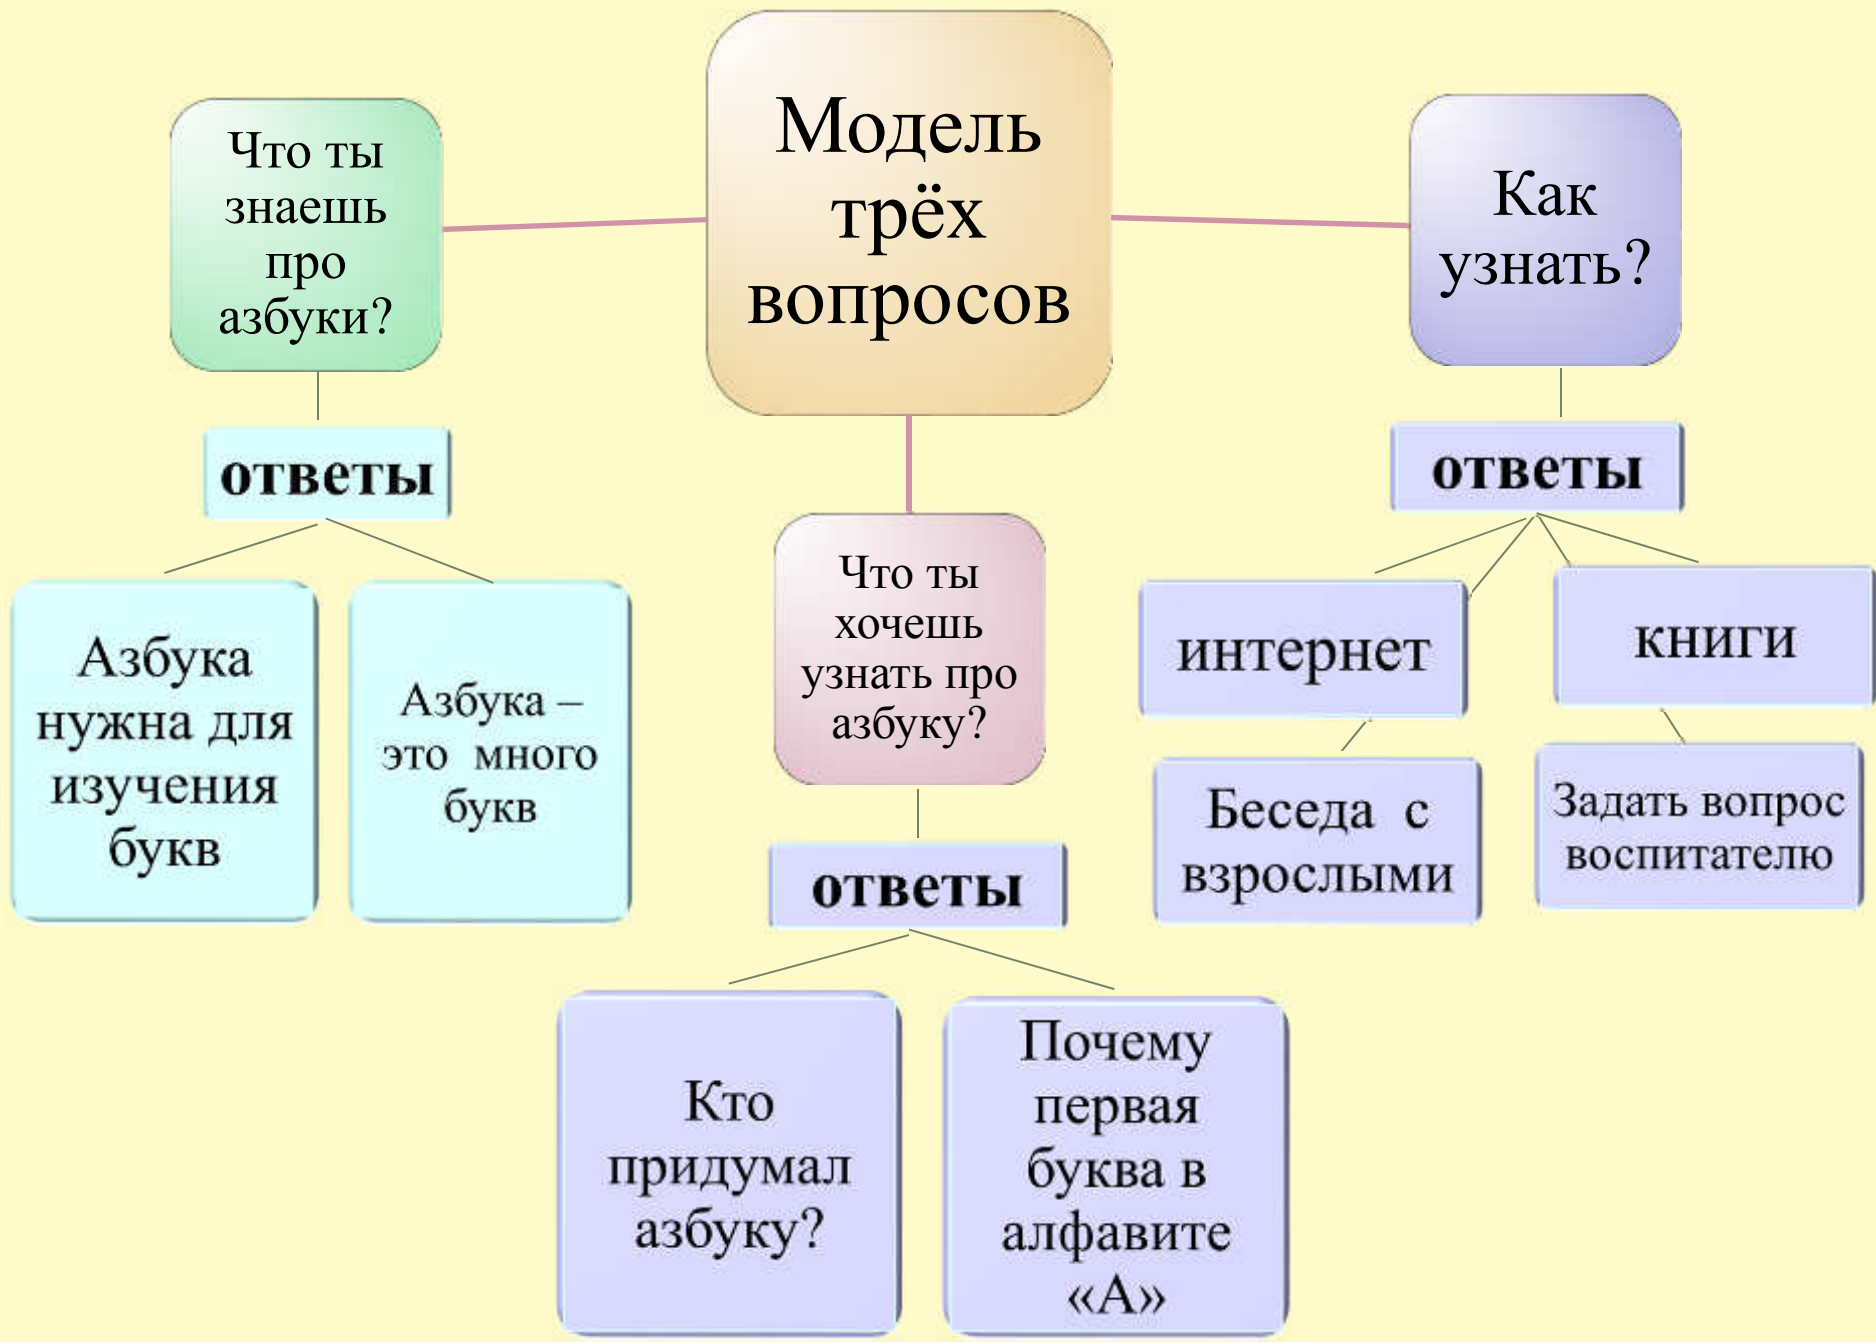 Модель
трёх
вопросов
Что ты
знаешь
про
азбуки?
ответы
Азбука
нужна для
изучения
букв
Азбука –
это много
букв
Что ты
хочешь
узнать про
азбуку?
ответы
Кто
придумал
азбуку?
Почему
первая
буква в
алфавите
«А»
Как
узнать?
ответы
интернет
книги
Беседа с
взрослыми
Задать вопрос
воспитателю